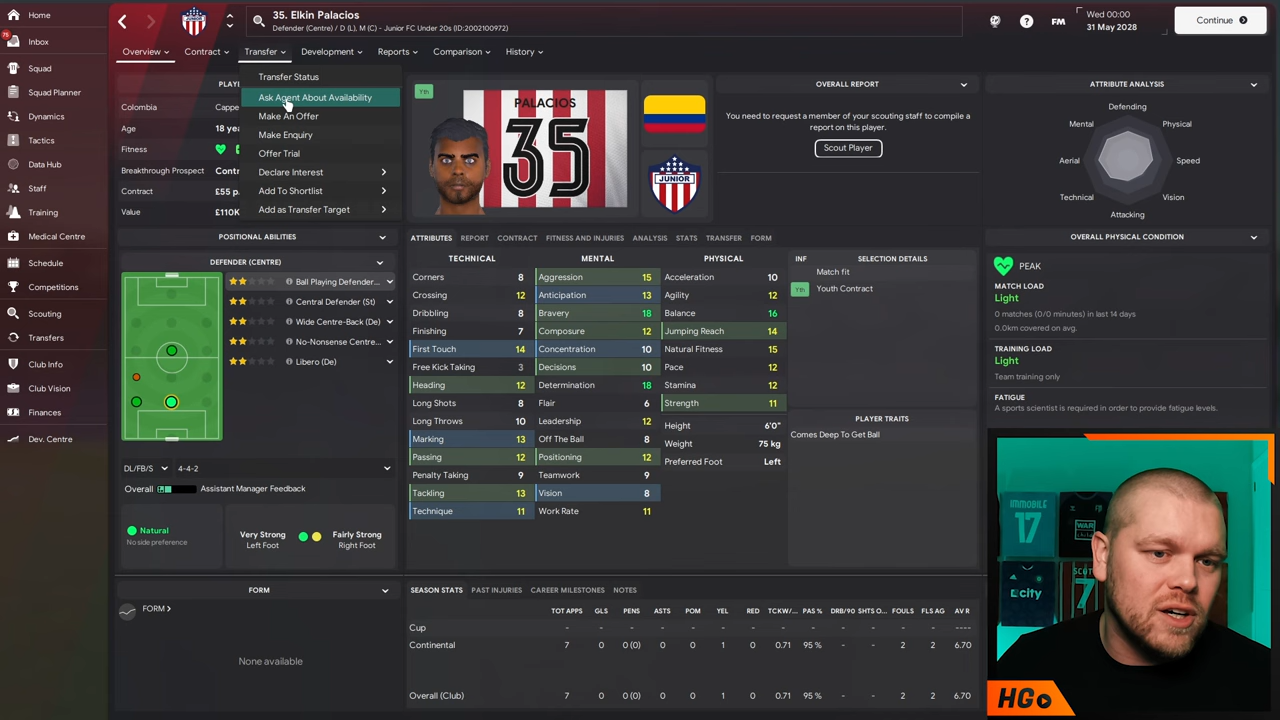 35. Elkin Palacios
Defender (Centre) / D (L), M (C) - Junior FC Under 20s (ID:2002100972)
FM
Wed 00:00
31 May 2028
Continue
Home
75
Inbox
Squad
Squad Planner
Dynamics
Tactics
Data Hub
Staff
Training
Medical Centre
Schedule
Competitions
Scouting
Transfers
Club Info
Club Vision
Finances
Dev. Centre
Overview
Contract
Transfer
Development
Reports
Comparison
History
Transfer Status
Ask Agent About Availability
Make An Offer
Make Enquiry
Offer Trial
Declare Interest
Add To Shortlist
Add as Transfer Target
Colombia
Age
18
Fitness
Breakthrough Prospect
Contract
£55
Value
£110K
Yth
PALACIOS
35
JUNIOR
OVERALL REPORT
You need to request a member of your scouting staff to compile a
report on this player.
Scout Player
ATTRIBUTE ANALYSIS
Defending
Mental
Physical
Aerial
Speed
Technical
Vision
Attacking
POSITIONAL ABILITIES
DEFENDER (CENTRE)
Ball Playing Defender...
Central Defender (St)
Wide Centre-Back (De)
No-Nonsense Centre...
Libero (De)
DL/FB/S
4-4-2
Overall
Assistant Manager Feedback
Natural
No side preference
Very Strong
Left Foot
Fairly Strong
Right Foot
ATTRIBUTES
REPORT
CONTRACT
FITNESS AND INJURIES
ANALYSIS
STATS
TRANSFER
FORM
TECHNICAL
Corners 8
Crossing 12
Dribbling 8
Finishing 7
First Touch 14
Free Kick Taking 3
Heading 12
Long Shots 8
Long Throws 10
Marking 13
Passing 12
Penalty Taking 9
Tackling 13
Technique 11
MENTAL
Aggression 15
Anticipation 13
Bravery 18
Composure 12
Concentration 10
Decisions 10
Determination 18
Flair 6
Leadership 12
Off The Ball 8
Positioning 12
Teamwork 9
Vision 8
Work Rate 11
PHYSICAL
Acceleration 10
Agility 12
Balance 16
Jumping Reach 14
Natural Fitness 15
Pace 12
Stamina 12
Strength 11
Height 6'0"
Weight 75 kg
Preferred Foot Left
INF
SELECTION DETAILS
Match fit
Yth
Youth Contract
PLAYER TRAITS
Comes Deep To Get Ball
OVERALL PHYSICAL CONDITION
PEAK
MATCH LOAD
Light
0 matches (0/0 minutes) in last 14 days
0.0km covered on avg.
TRAINING LOAD
Light
Team training only
FATIGUE
A sports scientist is required in order to provide fatigue levels.
FORM
FORM
None available
SEASON STATS
PAST INJURIES
CAREER MILESTONES
NOTES
TOT APPS GLS PENS ASTS POM YEL RED TCKW/... PAS % DRB/90 SHTS O... FOULS FLS AG AV R
Cup - - - - - - - - - - - - - ----
Continental 7 0 0 (0) 0 0 1 0 0.71 95 % - - 2 2 6.70
Overall (Club) 7 0 0 (0) 0 0 1 0 0.71 95 % - - 2 2 6.70
IMMOBILE
17
WAR
CHILD
city
HG